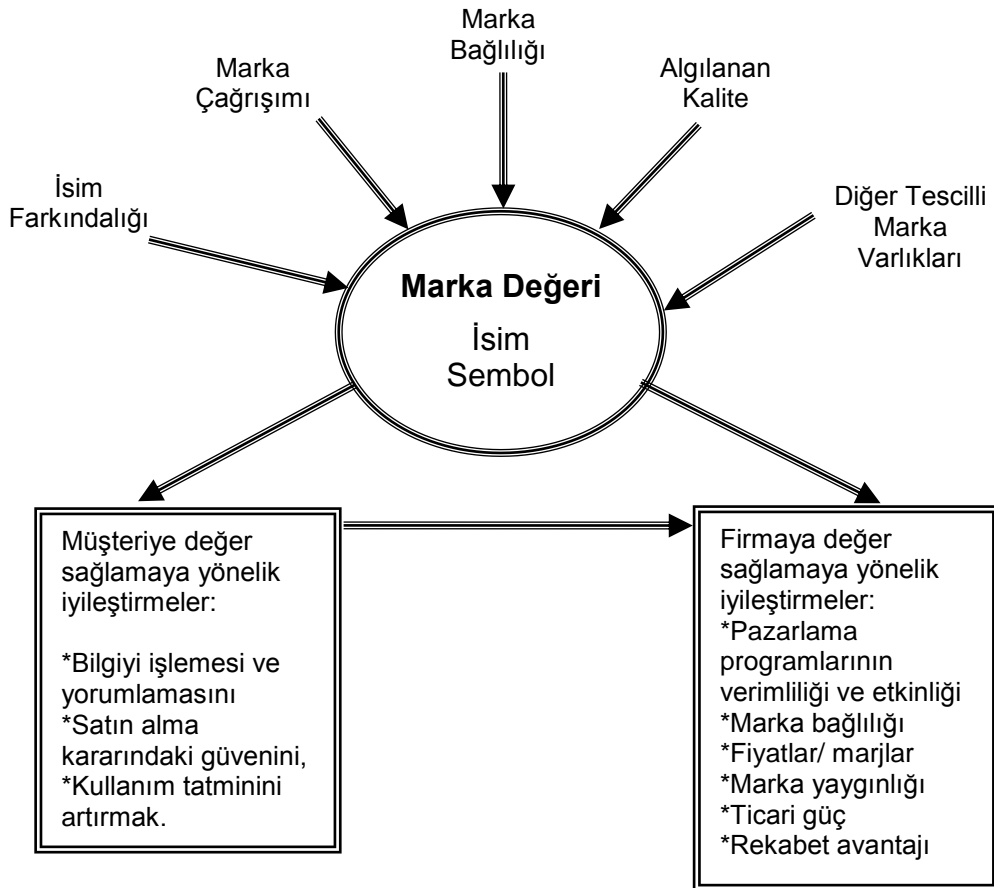 Marka
Bağlılığı
Marka
Çağrışımı
Algılanan
Kalite
İsim
Farkındalığı
Diğer Tescilli
Marka
Varlıkları
Marka Değeri
İsim
Sembol
Müşteriye değer
sağlamaya yönelik
iyileştirmeler:
*Bilgiyi işlemesi ve
yorumlamasını
*Satın alma
kararındaki güvenini,
*Kullanım tatminini
artırmak.
Firmaya değer
sağlamaya yönelik
iyileştirmeler:
*Pazarlama
programlarının
verimliliği ve etkinliği
*Marka bağlılığı
*Fiyatlar/ marjlar
*Marka yaygınlığı
*Ticari güç
*Rekabet avantajı